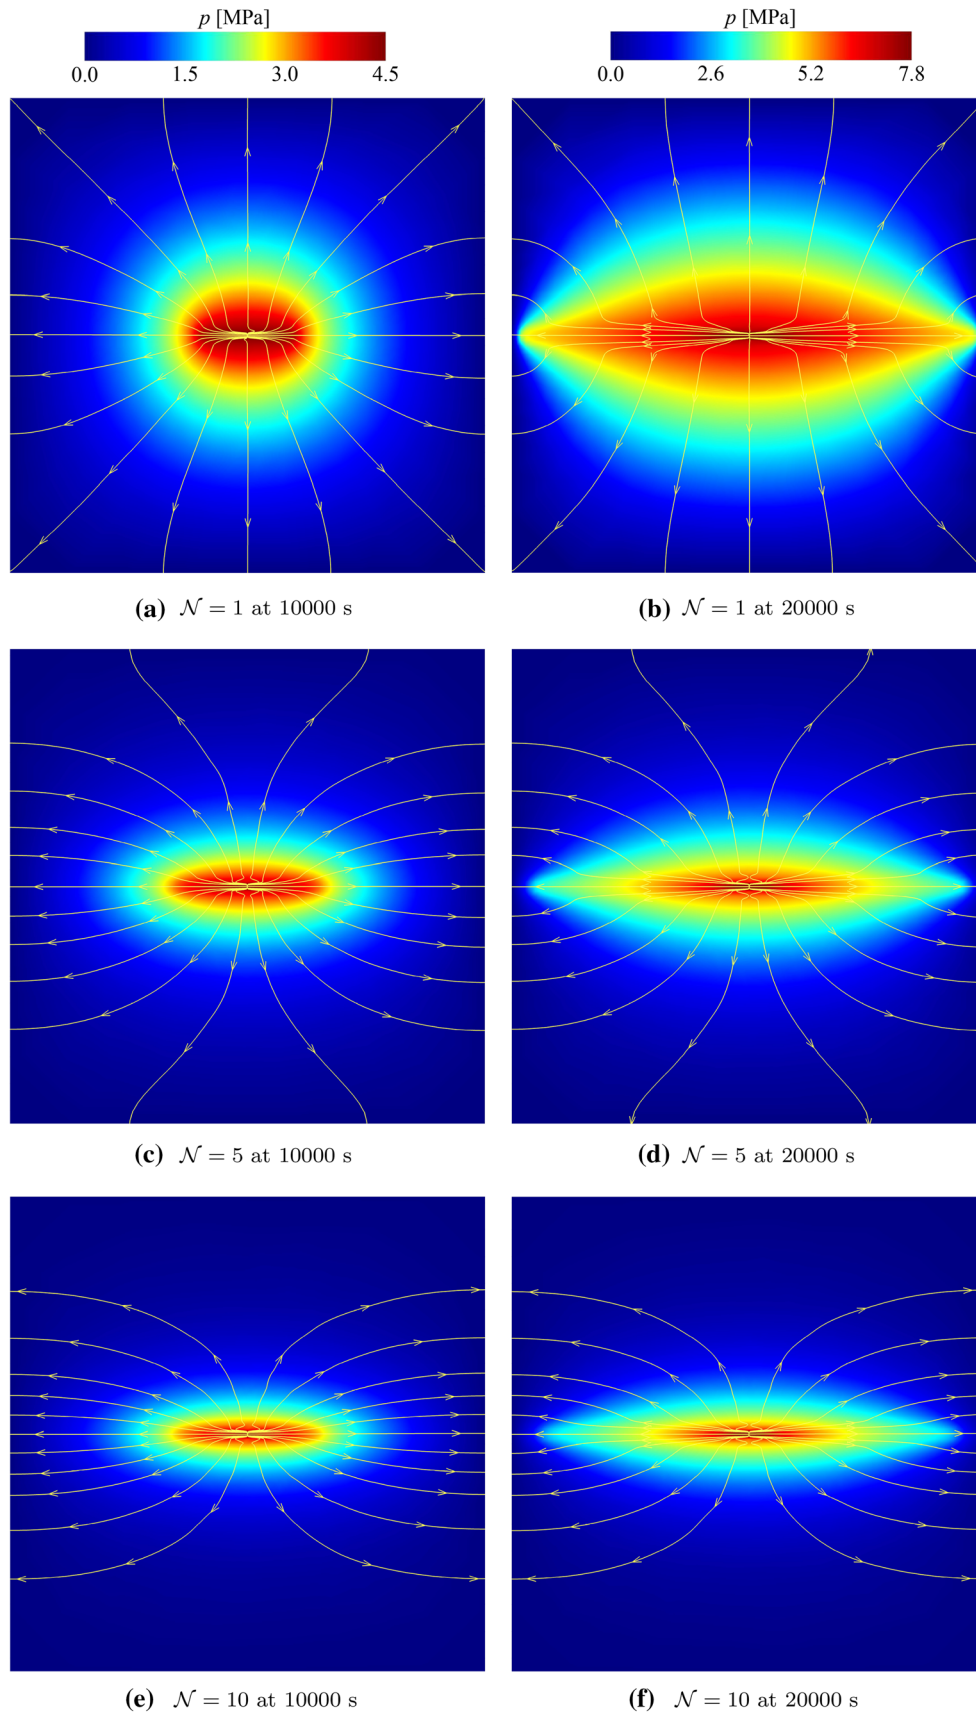 p [MPa]
0.0 1.5 3.0 4.5
p [MPa]
0.0 2.6 5.2 7.8
(a) 𝒩 = 1 at 10000 s
(b) 𝒩 = 1 at 20000 s
(c) 𝒩 = 5 at 10000 s
(d) 𝒩 = 5 at 20000 s
(e) 𝒩 = 10 at 10000 s
(f) 𝒩 = 10 at 20000 s